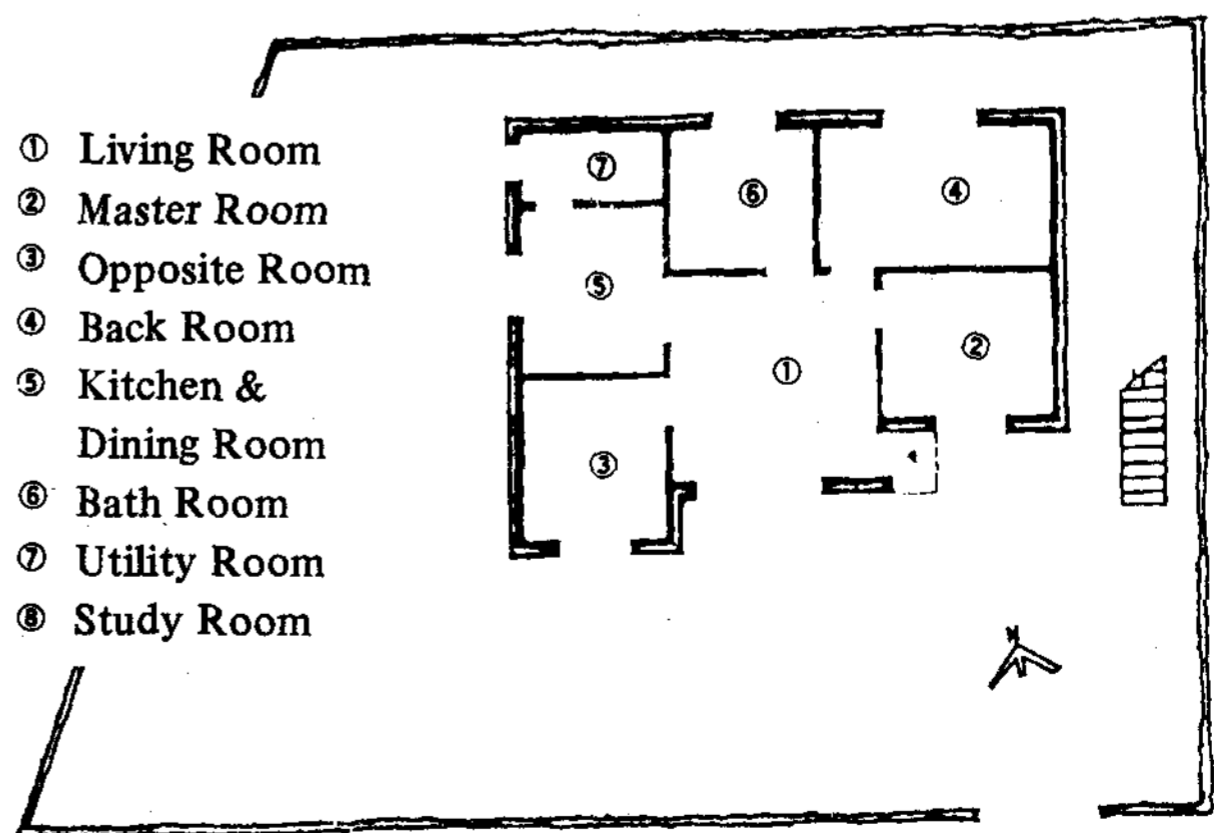 ① Living Room
② Master Room
③ Opposite Room
④ Back Room
⑤ Kitchen &
Dining Room
⑥ Bath Room
⑦ Utility Room
⑧ Study Room
⑦
⑥
④
⑤
②
①
③
N